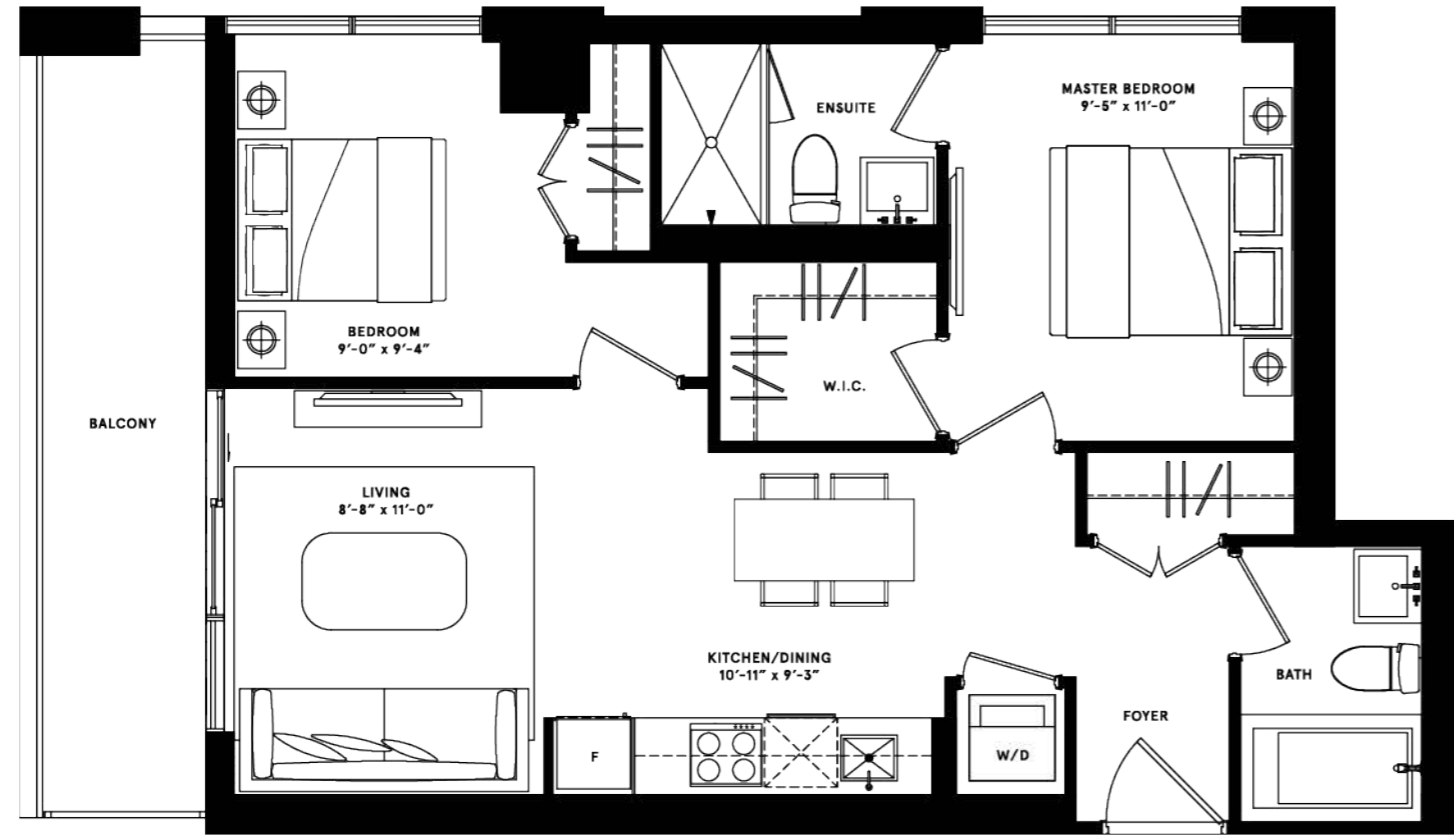 ENSUITE
MASTER BEDROOM
9'-5" x 11'-0"
BEDROOM
9'-0" x 9'-4"
W.I.C.
BALCONY
LIVING
8'-8" x 11'-0"
KITCHEN/DINING
10'-11" x 9'-3"
BATH
FOYER
F
W/D